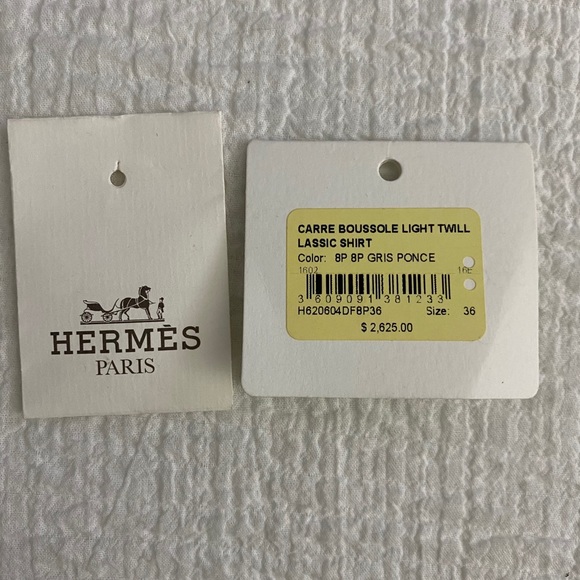 HERMÈS
PARIS
CARRE BOUSSOLE LIGHT TWILL
LASSIC SHIRT
Color: 8P 8P GRIS PONCE
1602 16E
3 609091 381233
H620604DF8P36 Size: 36
$ 2,625.00